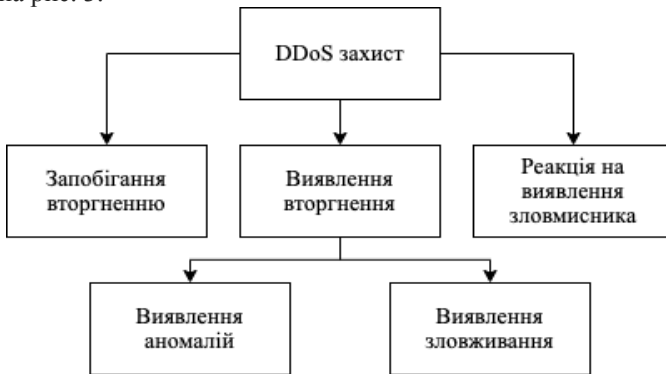 на рис. 3.
DDoS захист
Запобігання
вторгненню
Виявлення
вторгнення
Реакція на
виявлення
зловмисника
Виявлення
аномалій
Виявлення
зловживання